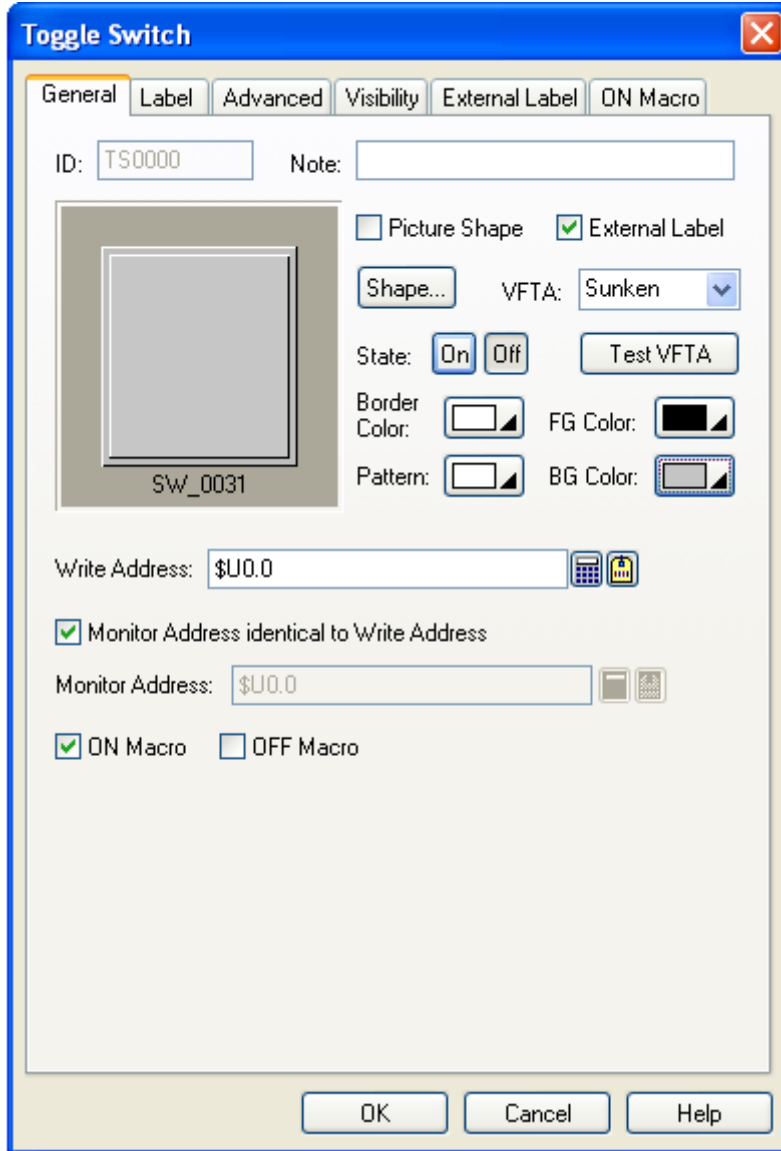 Toggle Switch
General Label Advanced Visibility External Label ON Macro
ID: TS0000 Note:
Picture Shape External Label
Shape... VFTA: Sunken
State: On Off Test VFTA
Border Color: FG Color:
SW_0031
Pattern: BG Color:
Write Address: $U0.0
Monitor Address identical to Write Address
Monitor Address: $U0.0
ON Macro OFF Macro
OK Cancel Help